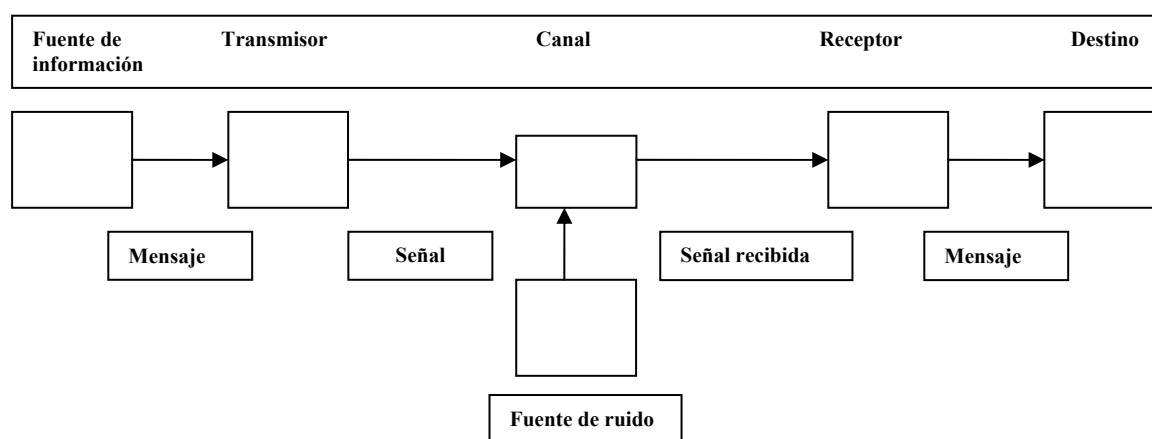 Fuente de información
Transmisor
Canal
Receptor
Destino
Mensaje
Señal
Señal recibida
Mensaje
Fuente de ruido